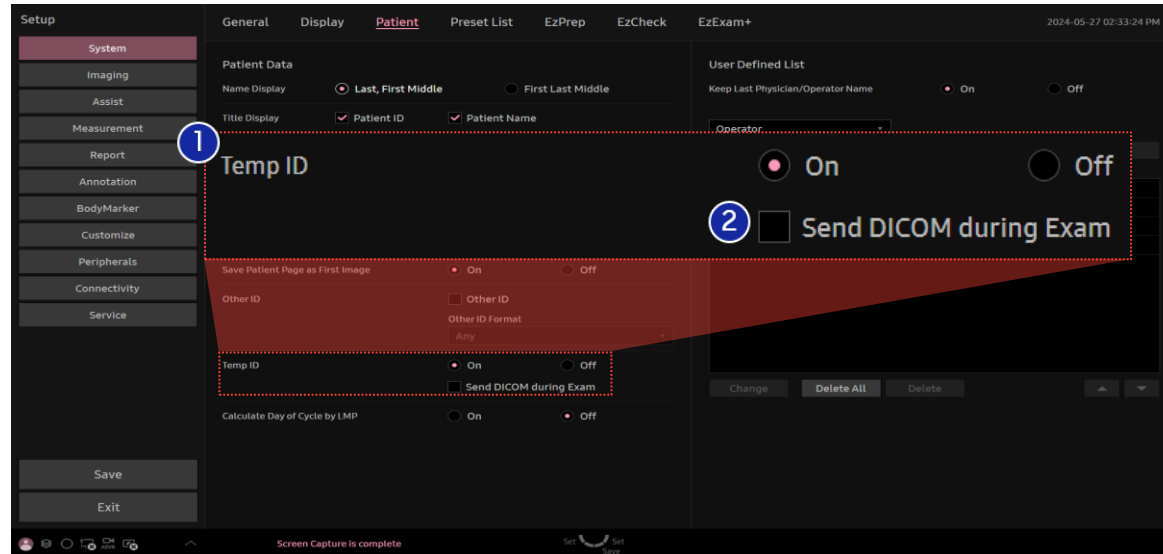 Setup
General Display Patient Preset List EzPrep EzCheck EzExam+ 2024-05-27 02:33:24 PM
System
Imaging
Assist
Measurement
Report
Annotation
BodyMarker
Customize
Peripherals
Connectivity
Service
Save
Exit
Patient Data
Name Display Last, First Middle First Last Middle
Title Display Patient ID Patient Name
1
Temp ID On Off
2 Send DICOM during Exam
Save Patient Page as First Image On Off
Other ID Other ID
Other ID Format
Any
Temp ID On Off
Send DICOM during Exam
Calculate Day of Cycle by LMP On Off
User Defined List
Keep Last Physician/Operator Name On Off
Operator
Change Delete All Delete
Screen Capture is complete
Set Set
Save